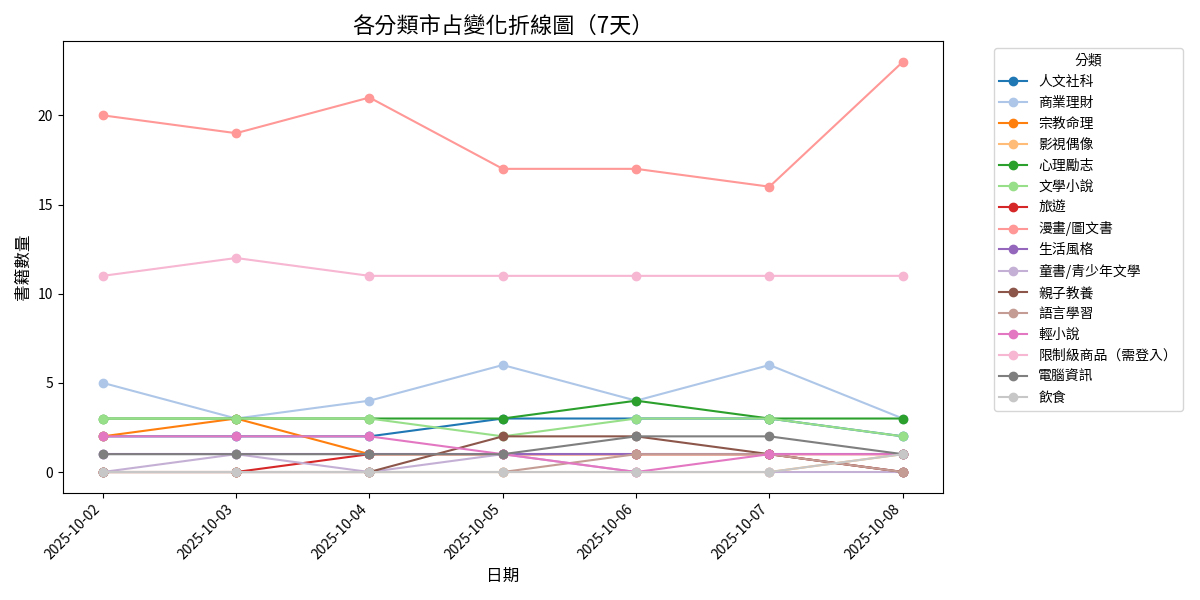 各分類市占變化折線圖（7天）
書籍數量
20
15
10
5
0
2025-10-02
2025-10-03
2025-10-04
2025-10-05
2025-10-06
2025-10-07
2025-10-08
日期
分類
人文社科
商業理財
宗教命理
影視偶像
心理勵志
文學小說
旅遊
漫畫/圖文書
生活風格
童書/青少年文學
親子教養
語言學習
輕小說
限制級商品（需登入）
電腦資訊
飲食